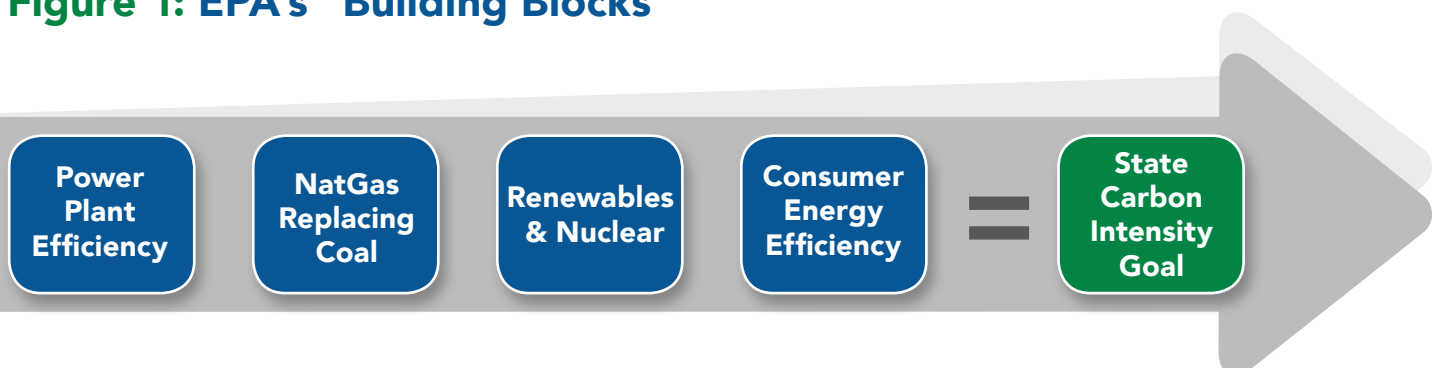 Figure 1: EPA's "Building Blocks"
Power
Plant
Efficiency
NatGas
Replacing
Coal
Renewables
& Nuclear
Consumer
Energy
Efficiency
=
State
Carbon
Intensity
Goal